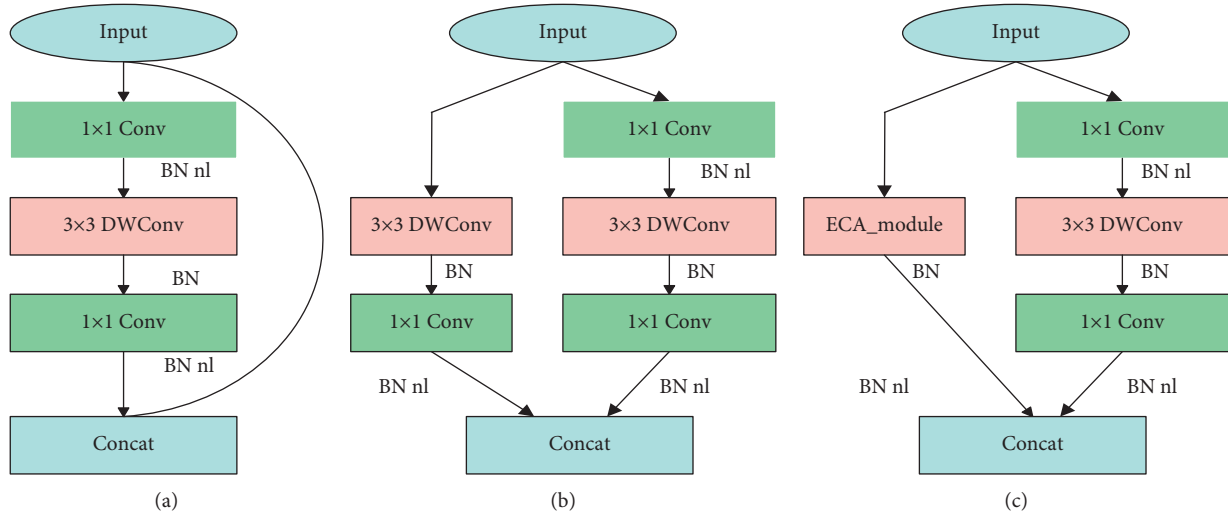 Input
1×1 Conv
BN nl
3×3 DWConv
BN
1×1 Conv
BN nl
Concat
(a)
Input
1×1 Conv
BN nl
3×3 DWConv
3×3 DWConv
BN
BN
1×1 Conv
1×1 Conv
BN nl
BN nl
Concat
(b)
Input
1×1 Conv
BN nl
ECA_module
3×3 DWConv
BN
BN
1×1 Conv
BN nl
BN nl
Concat
(c)